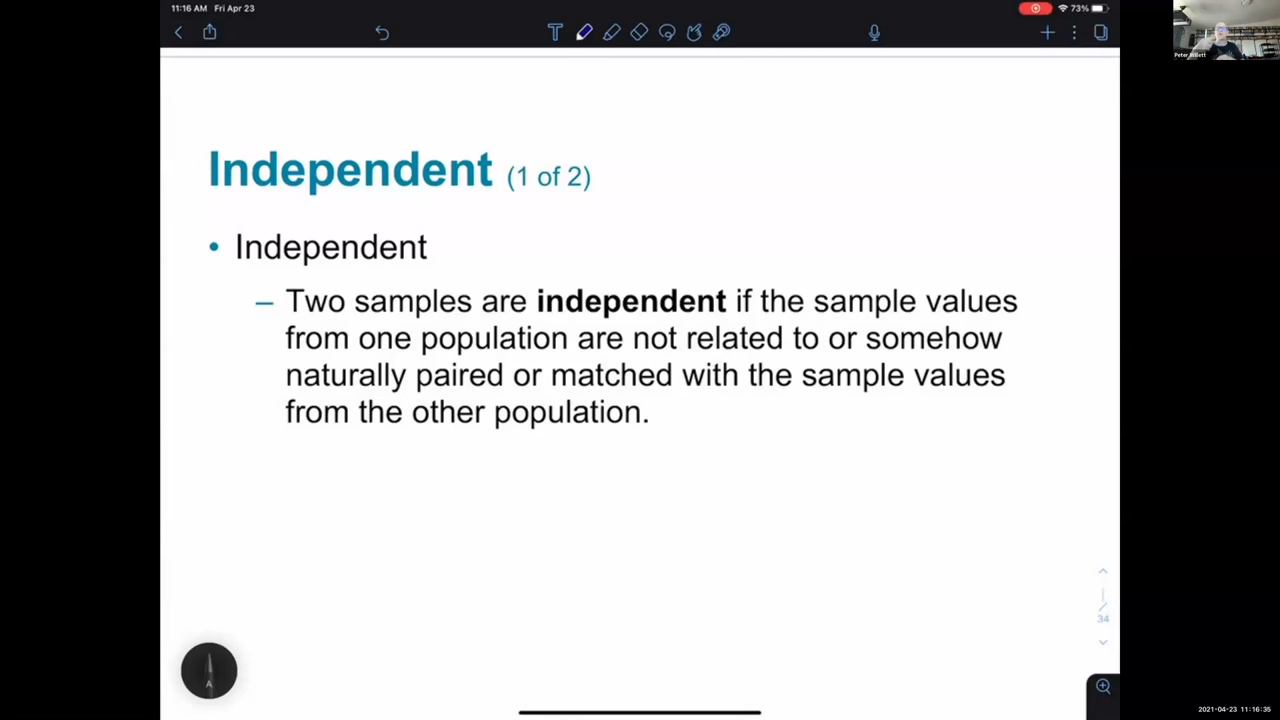 11:16 AM Fri Apr 23
73%
Independent (1 of 2)
• Independent
– Two samples are independent if the sample values
from one population are not related to or somehow
naturally paired or matched with the sample values
from the other population.
34
A
2021-04-23 11:16:35